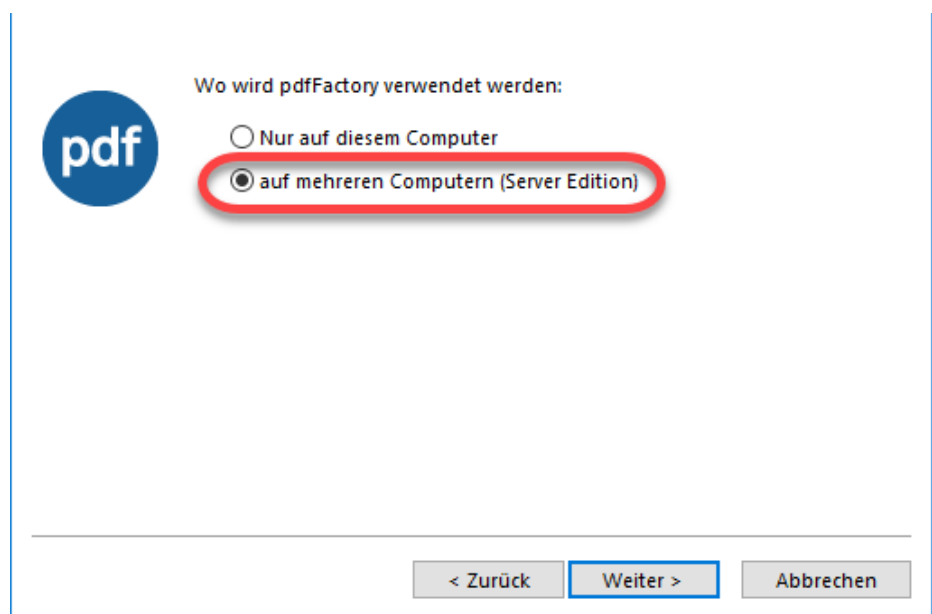 Wo wird pdfFactory verwendet werden:
pdf
Nur auf diesem Computer
auf mehreren Computern (Server Edition)
< Zurück
Weiter >
Abbrechen